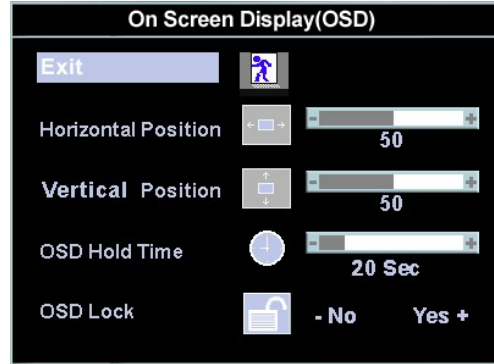 On Screen Display(OSD)
Exit
Horizontal Position - +
50
Vertical Position - +
50
OSD Hold Time - +
20 Sec
OSD Lock - No Yes +